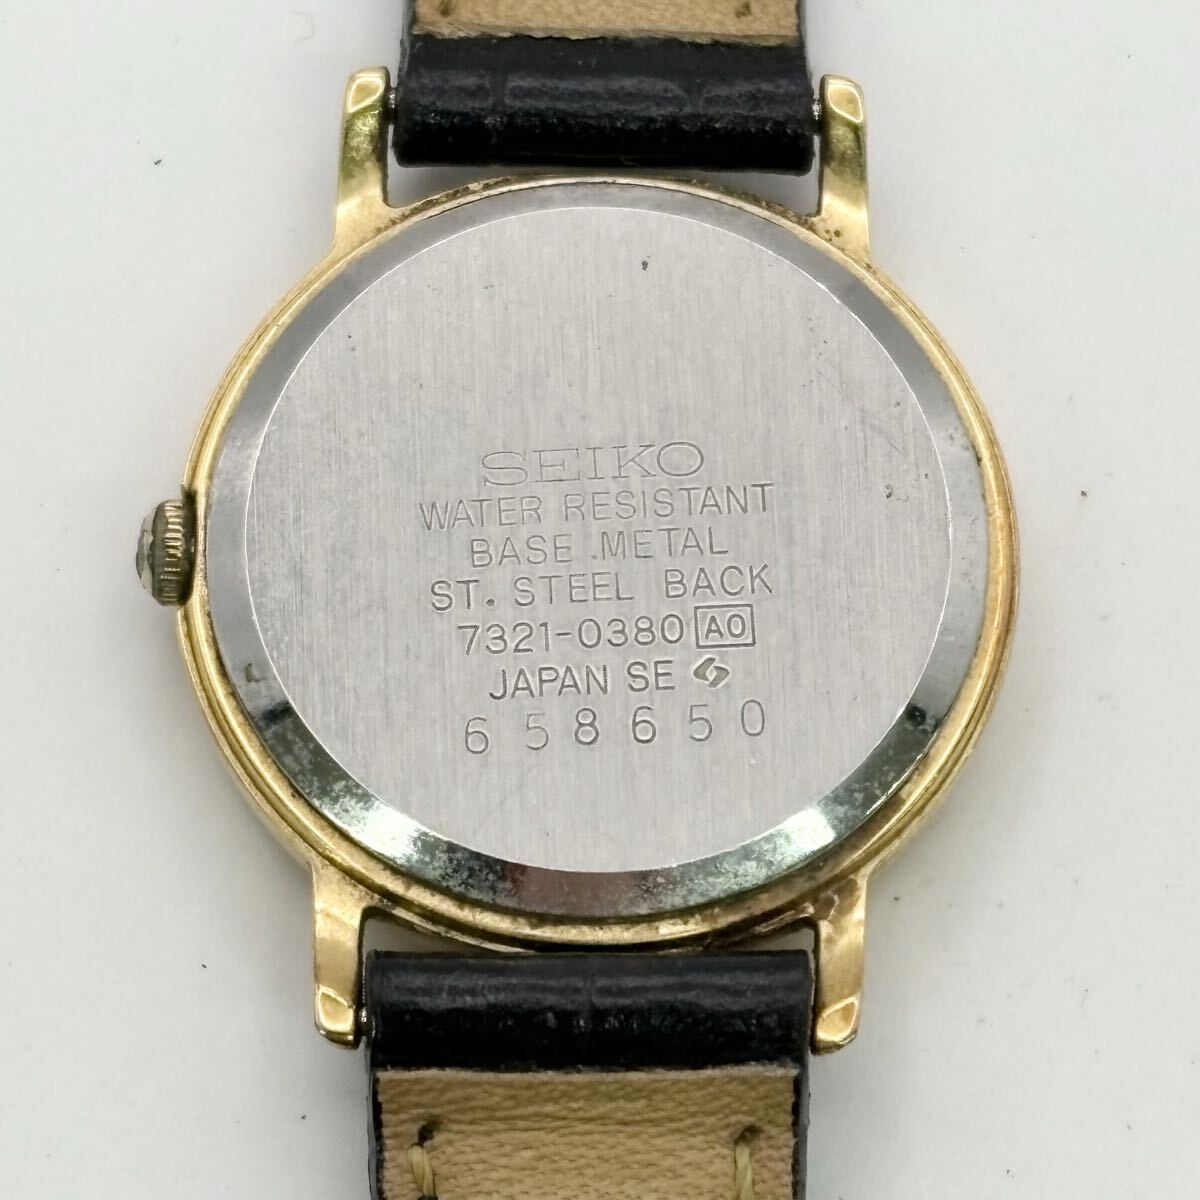 SEIKO
WATER RESISTANT
BASE METAL
ST. STEEL BACK
7321-0380 A0
JAPAN SE
658650